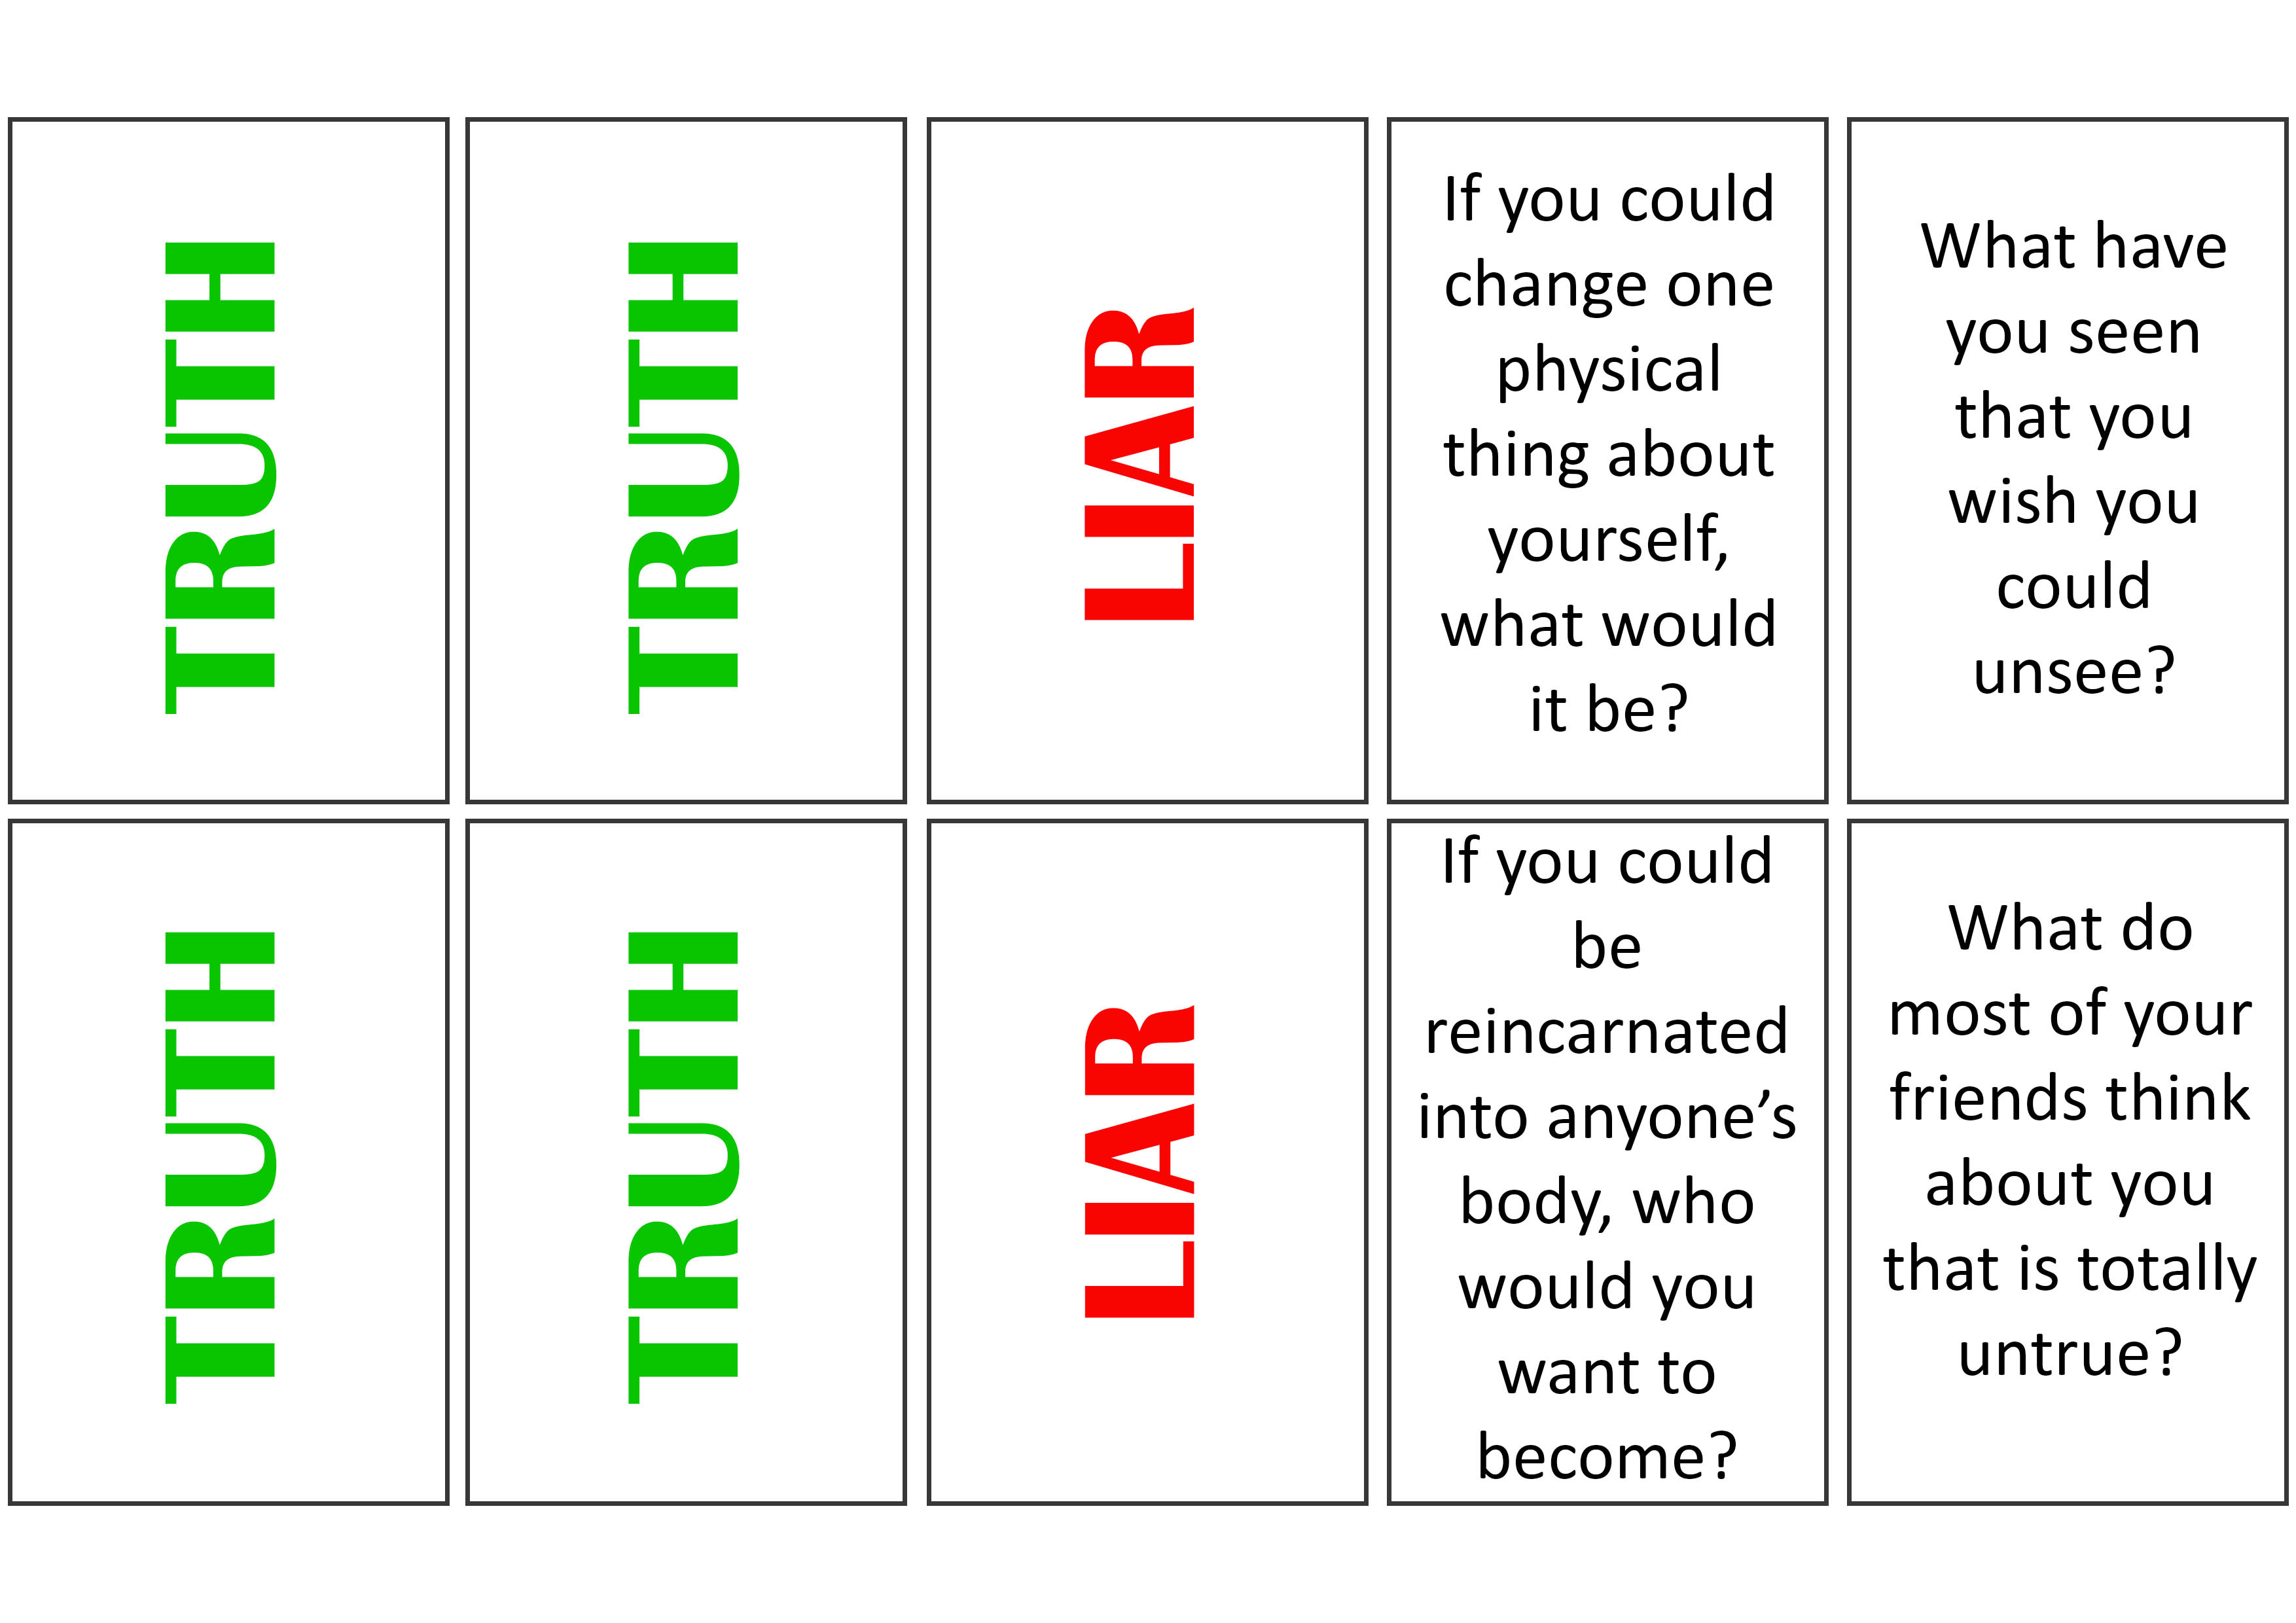 TRUTH
TRUTH
LIAR
If you could
change one
physical
thing about
yourself,
what would
it be?
What have
you seen
that you
wish you
could
unsee?
TRUTH
TRUTH
LIAR
If you could
be
reincarnated
into anyone’s
body, who
would you
want to
become?
What do
most of your
friends think
about you
that is totally
untrue?